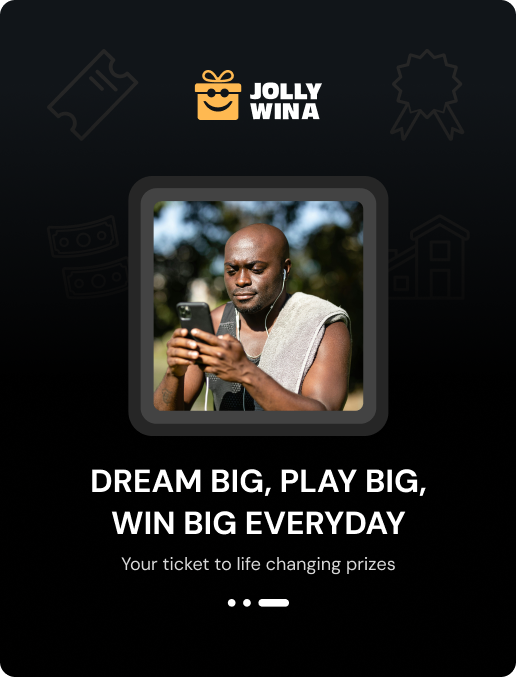 JOLLY
WINA
DREAM BIG, PLAY BIG,
WIN BIG EVERYDAY
Your ticket to life changing prizes